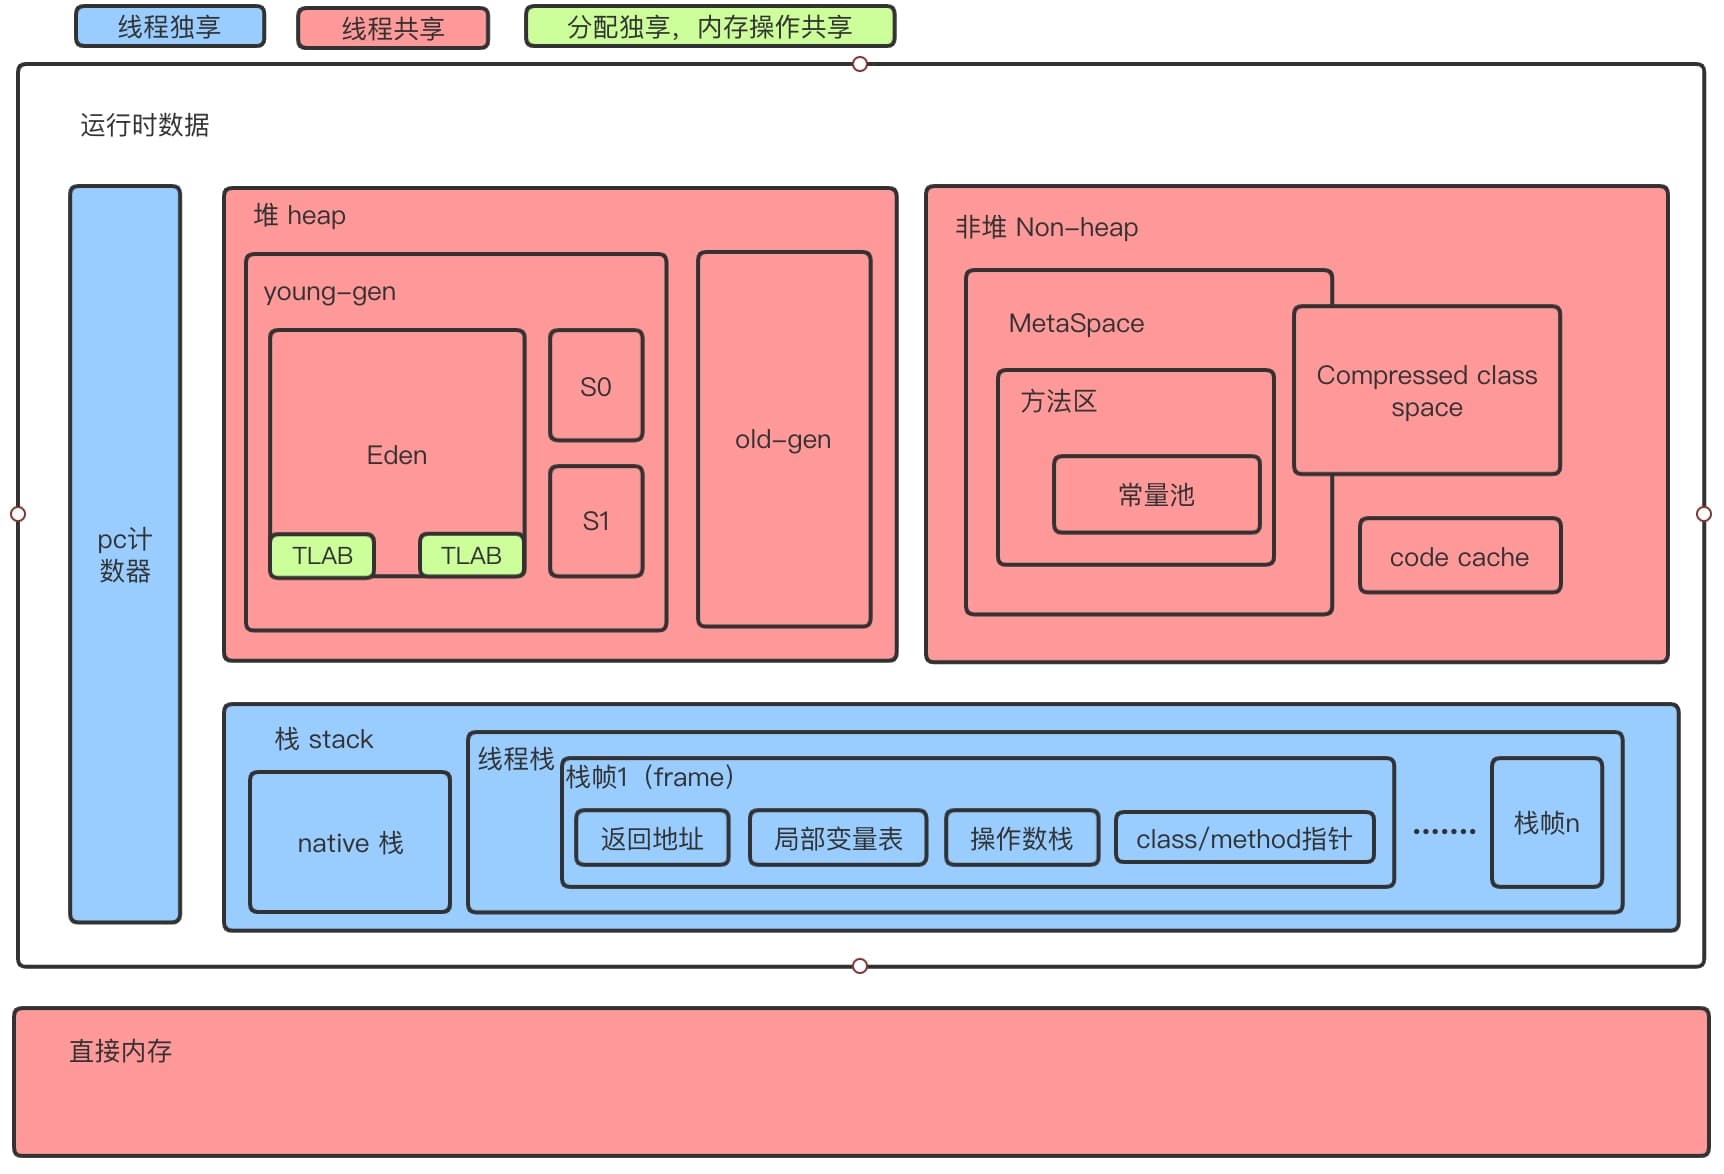 线程独享
线程共享
分配独享，内存操作共享
运行时数据
pc计
数器
堆 heap
young-gen
Eden
S0
S1
TLAB
TLAB
old-gen
非堆 Non-heap
MetaSpace
方法区
常量池
Compressed class
space
code cache
栈 stack
native 栈
线程栈
栈帧1（frame）
返回地址
局部变量表
操作数栈
class/method指针
·······
栈帧n
直接内存